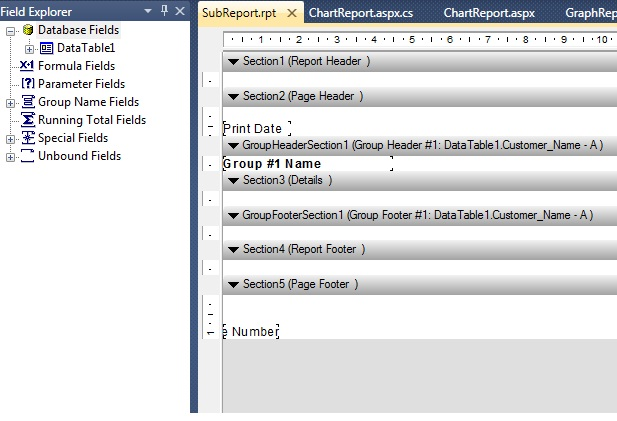 Field Explorer
Database Fields
DataTable1
Formula Fields
Parameter Fields
Group Name Fields
Running Total Fields
Special Fields
Unbound Fields
SubReport.rpt ChartReport.aspx.cs ChartReport.aspx GraphRep
1 2 3 4 5 6 7 8 9 10
Section1 (Report Header )
Section2 (Page Header )
Print Date
GroupHeaderSection1 (Group Header #1: DataTable1.Customer_Name - A )
Group #1 Name
Section3 (Details )
GroupFooterSection1 (Group Footer #1: DataTable1.Customer_Name - A )
Section4 (Report Footer )
Section5 (Page Footer )
e Number